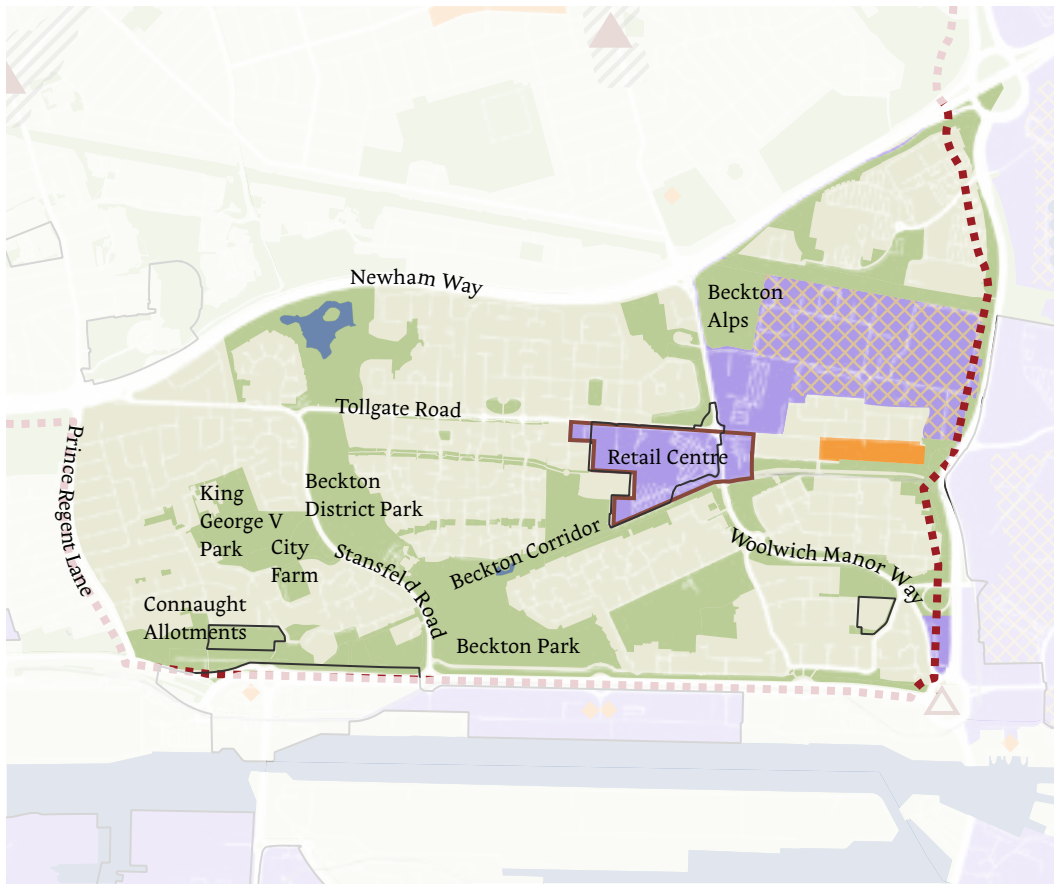 Newham Way
Beckton
Alps
Tollgate Road
Retail Centre
Prince Regent Lane
King
George V
Park
Beckton
District Park
City
Farm
Stansfeld Road
Beckton Corridor
Woolwich Manor Way
Connaught
Allotments
Beckton Park